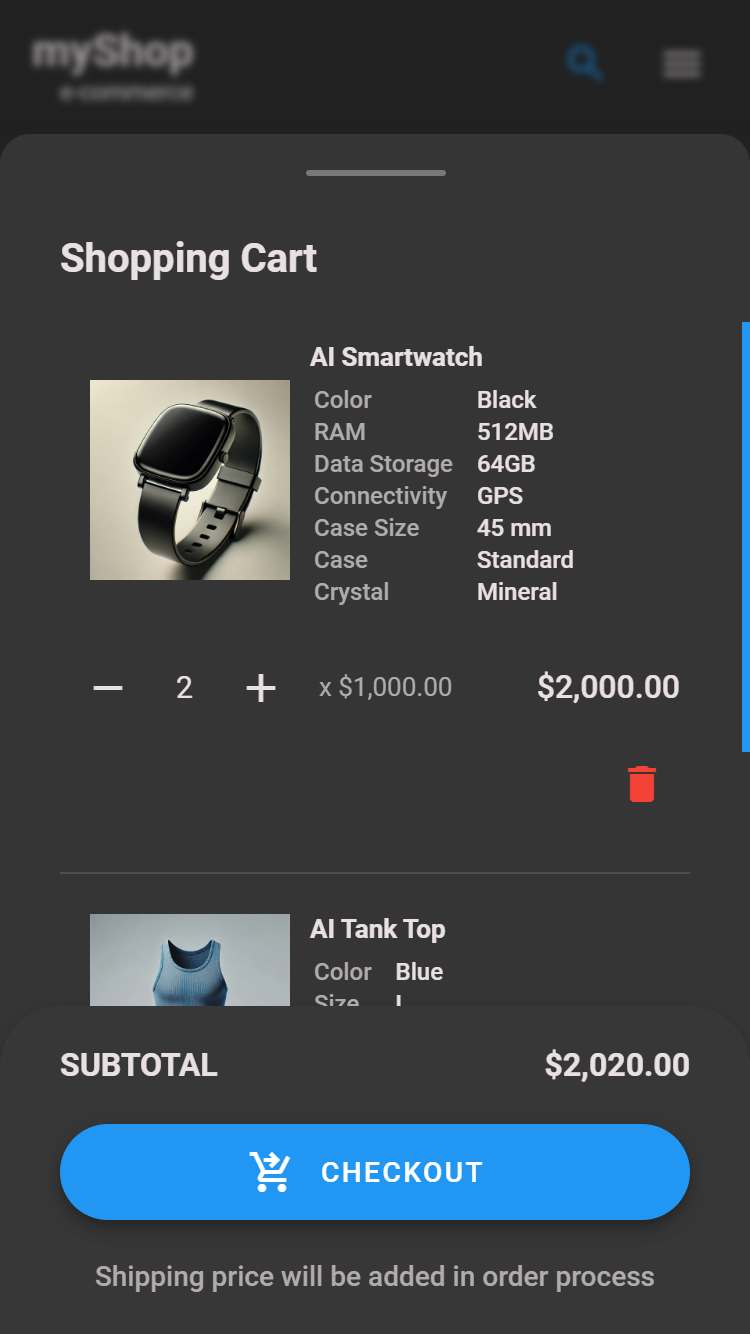 myShop
e-commerce
Shopping Cart
AI Smartwatch
Color Black
RAM 512MB
Data Storage 64GB
Connectivity GPS
Case Size 45 mm
Case Standard
Crystal Mineral
2 x $1,000.00 $2,000.00
AI Tank Top
Color Blue
Size
SUBTOTAL $2,020.00
CHECKOUT
Shipping price will be added in order process